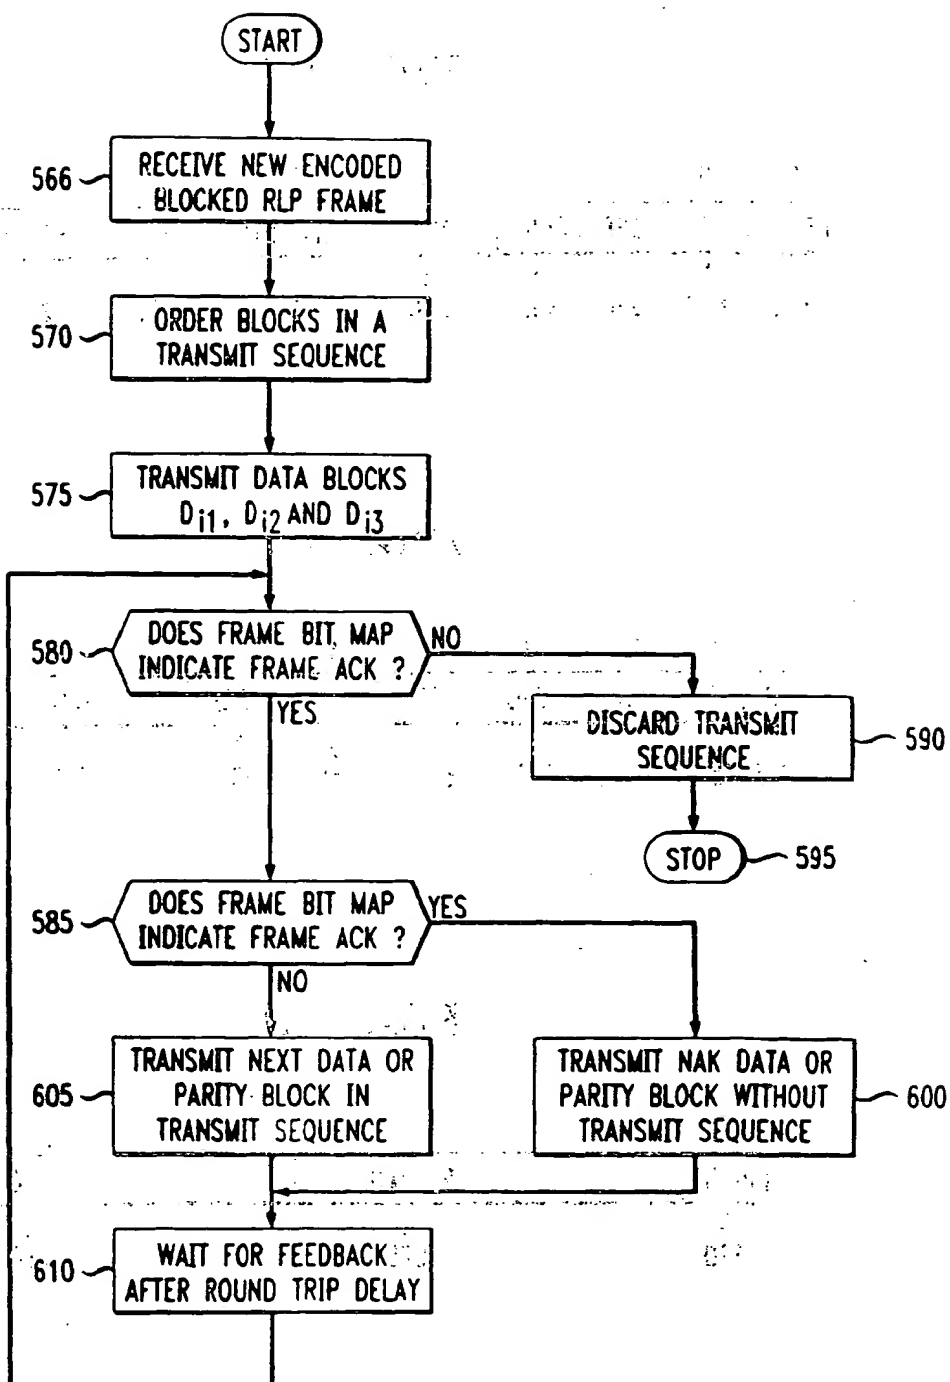 START
566
RECEIVE NEW ENCODED
BLOCKED RLP FRAME
570
ORDER BLOCKS IN A
TRANSMIT SEQUENCE
575
TRANSMIT DATA BLOCKS
Di1, Di2 AND Di3
580
DOES FRAME BIT MAP
INDICATE FRAME ACK ?
NO
YES
DISCARD TRANSMIT
SEQUENCE
590
STOP
595
585
DOES FRAME BIT MAP
INDICATE FRAME ACK ?
YES
NO
605
TRANSMIT NEXT DATA OR
PARITY BLOCK IN
TRANSMIT SEQUENCE
TRANSMIT NAK DATA OR
PARITY BLOCK WITHOUT
TRANSMIT SEQUENCE
600
610
WAIT FOR FEEDBACK
AFTER ROUND TRIP DELAY